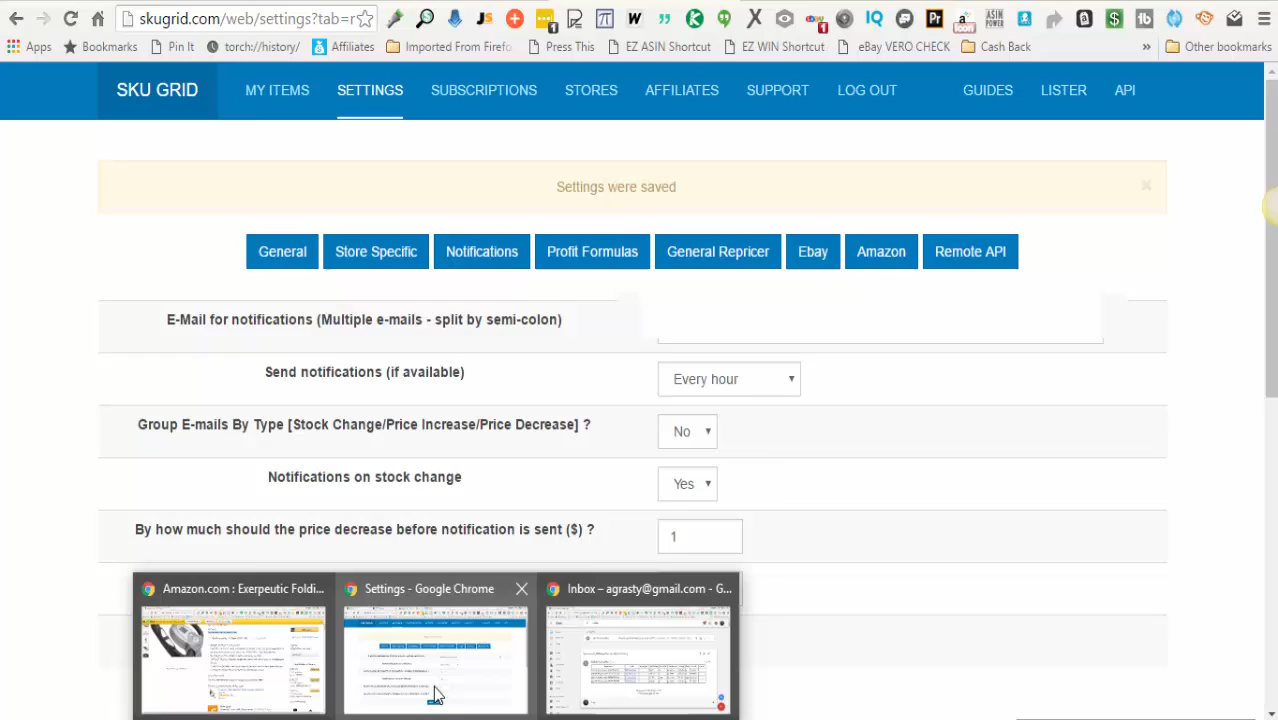 skugrid.com/web/settings?tab=r
Apps Bookmarks Pin It torch://history/ Affiliates Imported From Firefo Press This EZ ASIN Shortcut EZ WIN Shortcut eBay VERO CHECK Cash Back » Other bookmarks
SKU GRID MY ITEMS SETTINGS SUBSCRIPTIONS STORES AFFILIATES SUPPORT LOG OUT GUIDES LISTER API
Settings were saved ×
General Store Specific Notifications Profit Formulas General Repricer Ebay Amazon Remote API
E-Mail for notifications (Multiple e-mails - split by semi-colon)
Send notifications (if available) Every hour
Group E-mails By Type [Stock Change/Price Increase/Price Decrease] ? No
Notifications on stock change Yes
By how much should the price decrease before notification is sent ($) ? 1
Amazon.com : Exerpeutic Foldi... Settings - Google Chrome Inbox – agrasty@gmail.com - G...